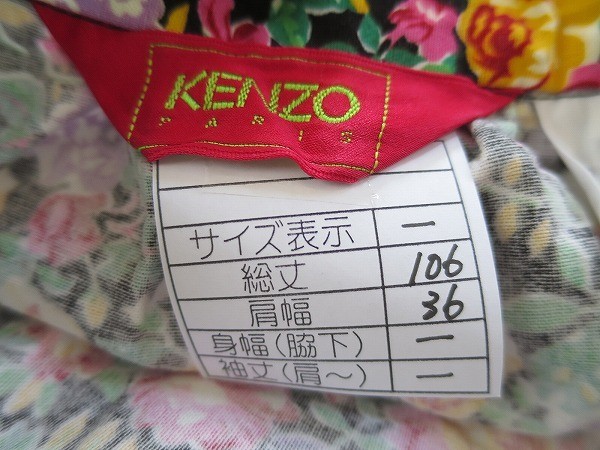 KENZO
PARIS
サイズ表示 ー
総丈 106
肩幅 36
身幅(脇下) ー
袖丈(肩～) ー